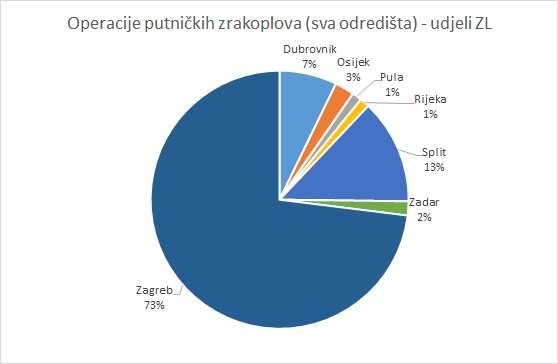 Operacije putničkih zrakoplova (sva odredišta) - udjeli ZL
Dubrovnik
7%
Osijek
3%
Pula
1%
Rijeka
1%
Split
13%
Zadar
2%
Zagreb
73%